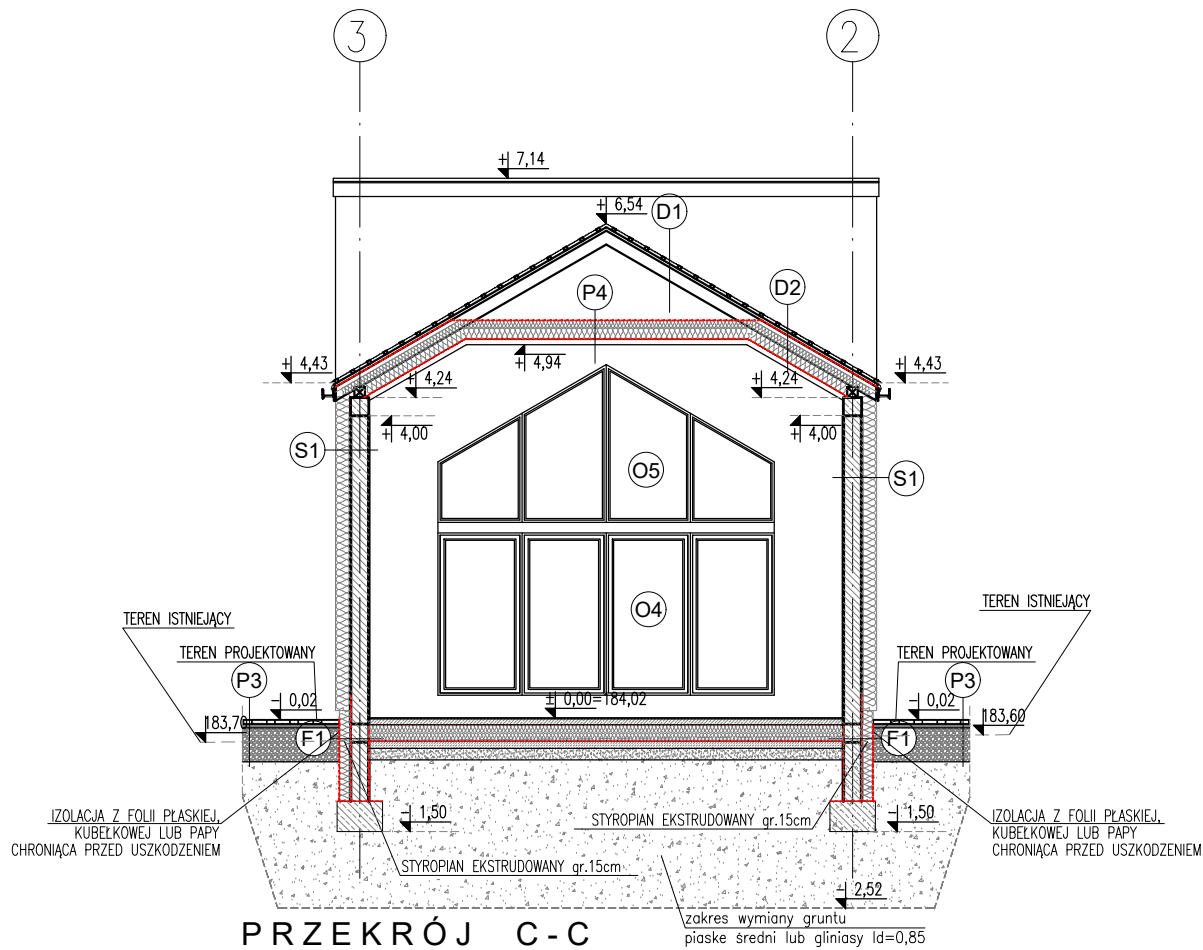 3
2
+ 7,14
+ 6,54
D1
D2
P4
+ 4,43
+ 4,43
+ 4,94
+ 4,24
+ 4,24
+ 4,00
+ 4,00
S1
S1
O5
O4
TEREN ISTNIEJĄCY
TEREN ISTNIEJĄCY
TEREN PROJEKTOWANY
TEREN PROJEKTOWANY
P3
P3
- 0,02
± 0,00=184,02
- 0,02
183,70
183,60
F1
F1
IZOLACJA Z FOLII PŁASKIEJ,
KUBEŁKOWEJ LUB PAPY
CHRONIĄCA PRZED USZKODZENIEM
- 1,50
STYROPIAN EKSTRUDOWANY gr.15cm
- 1,50
IZOLACJA Z FOLII PŁASKIEJ,
KUBEŁKOWEJ LUB PAPY
CHRONIĄCA PRZED USZKODZENIEM
STYROPIAN EKSTRUDOWANY gr.15cm
- 2,52
zakres wymiany gruntu
piaske średni lub gliniasy Id=0,85
PRZEKRÓJ C-C